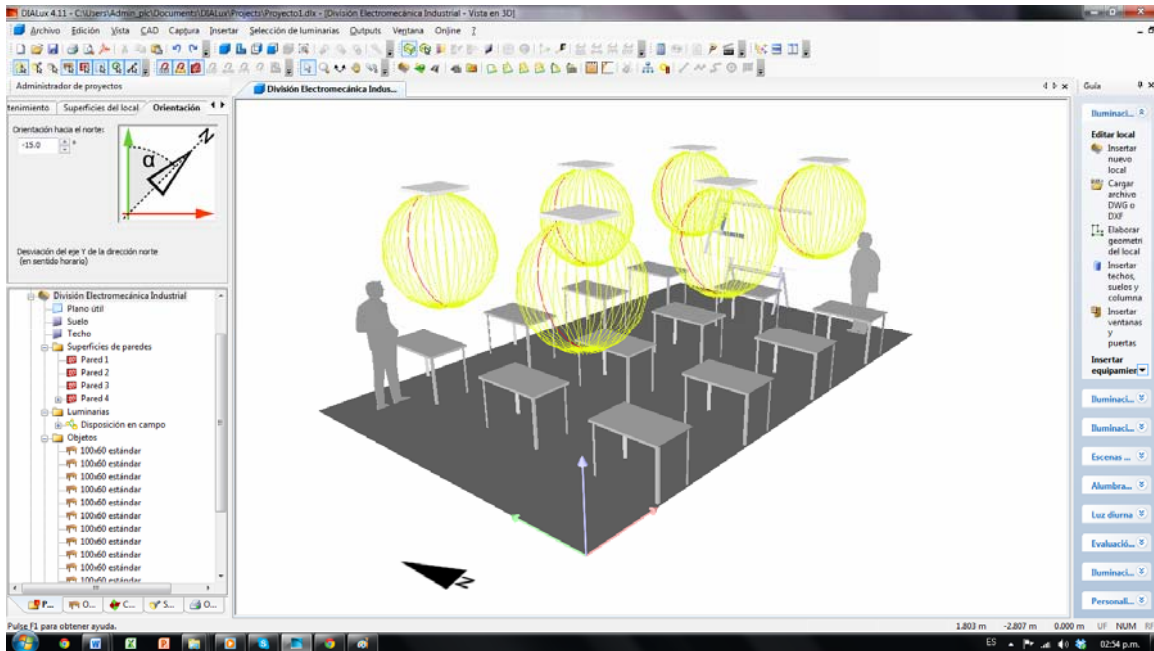 DIALux 4.11 - C:\Users\Admin_plc\Documents\DIALux\Projects\Proyecto1.dlx - [División Electromecánica Industrial - Vista en 3D]
Archivo Edición Vista CAD Captura Insertar Selección de luminarias Outputs Ventana Online ?
Administrador de proyectos
tenimiento Superficies del local Orientación
Orientación hacia el norte:
-15.0 °
α
N
Desviación del eje Y de la dirección norte
(en sentido horario)
División Electromecánica Industrial
Plano útil
Suelo
Techo
Superficies de paredes
Pared 1
Pared 2
Pared 3
Pared 4
Luminarias
Disposición en campo
Objetos
100x60 estándar
100x60 estándar
100x60 estándar
100x60 estándar
100x60 estándar
100x60 estándar
100x60 estándar
100x60 estándar
100x60 estándar
100x60 estándar
100x60 estándar
P... O... C... S... O...
División Electromecánica Indus...
N
Guía
Iluminaci...
Editar local
Insertar
nuevo
local
Cargar
archivo
DWG o
DXF
Elaborar
geometri
del local
Insertar
techos,
suelos y
columna
Insertar
ventanas
y
puertas
Insertar
equipamier
Iluminaci...
Iluminaci...
Escenas ...
Alumbra...
Luz diurna
Evaluació...
Iluminaci...
Personali...
Pulse F1 para obtener ayuda.
1.803 m -2.807 m 0.000 m UF NUM RF
ES 02:54 p.m.